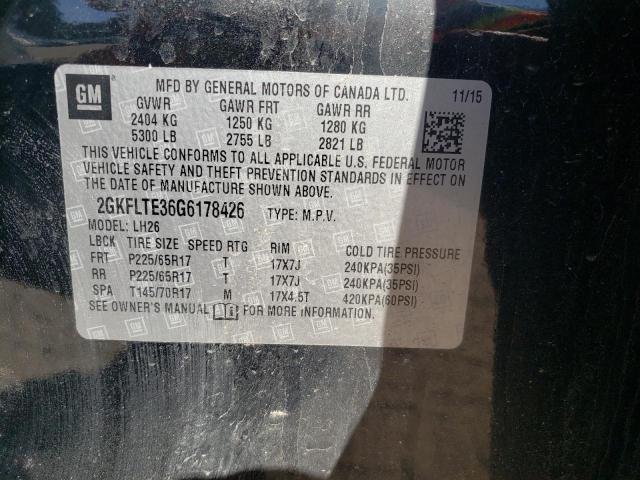 GM
MFD BY GENERAL MOTORS OF CANADA LTD.
11/15
GVWR GAWR FRT GAWR RR
2404 KG 1250 KG 1280 KG
5300 LB 2755 LB 2821 LB
THIS VEHICLE CONFORMS TO ALL APPLICABLE U.S. FEDERAL MOTOR
VEHICLE SAFETY AND THEFT PREVENTION STANDARDS IN EFFECT ON
THE DATE OF MANUFACTURE SHOWN ABOVE.
2GKFLTE36G6178426 TYPE: M.P.V.
MODEL: LH26
LBCK TIRE SIZE SPEED RTG RIM COLD TIRE PRESSURE
FRT P225/65R17 T 17X7J 240KPA(35PSI)
RR P225/65R17 T 17X7J 240KPA(35PSI)
SPA T145/70R17 M 17X4.5T 420KPA(60PSI)
SEE OWNER'S MANUAL FOR MORE INFORMATION.